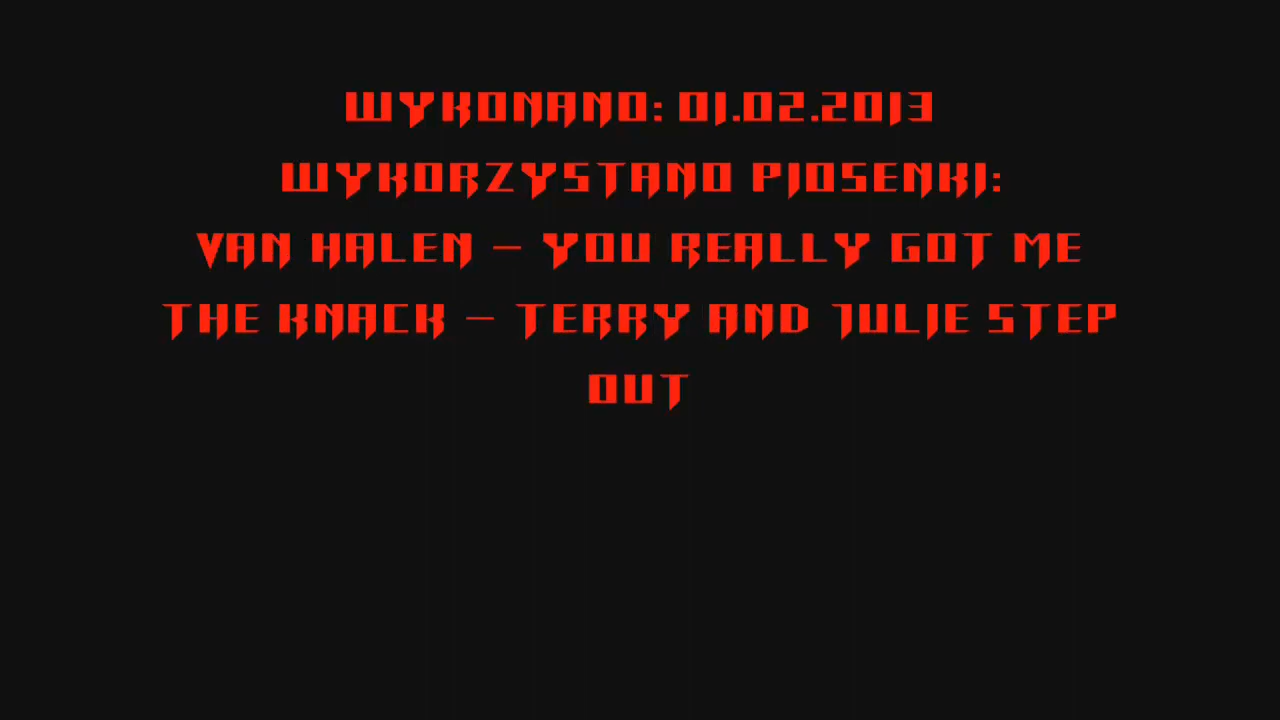 WYKONANO: 01.02.2013
WYKORZYSTANO PIOSENKI:
VAN HALEN - YOU REALLY GOT ME
THE KNACK - TERRY AND JULIE STEP
OUT